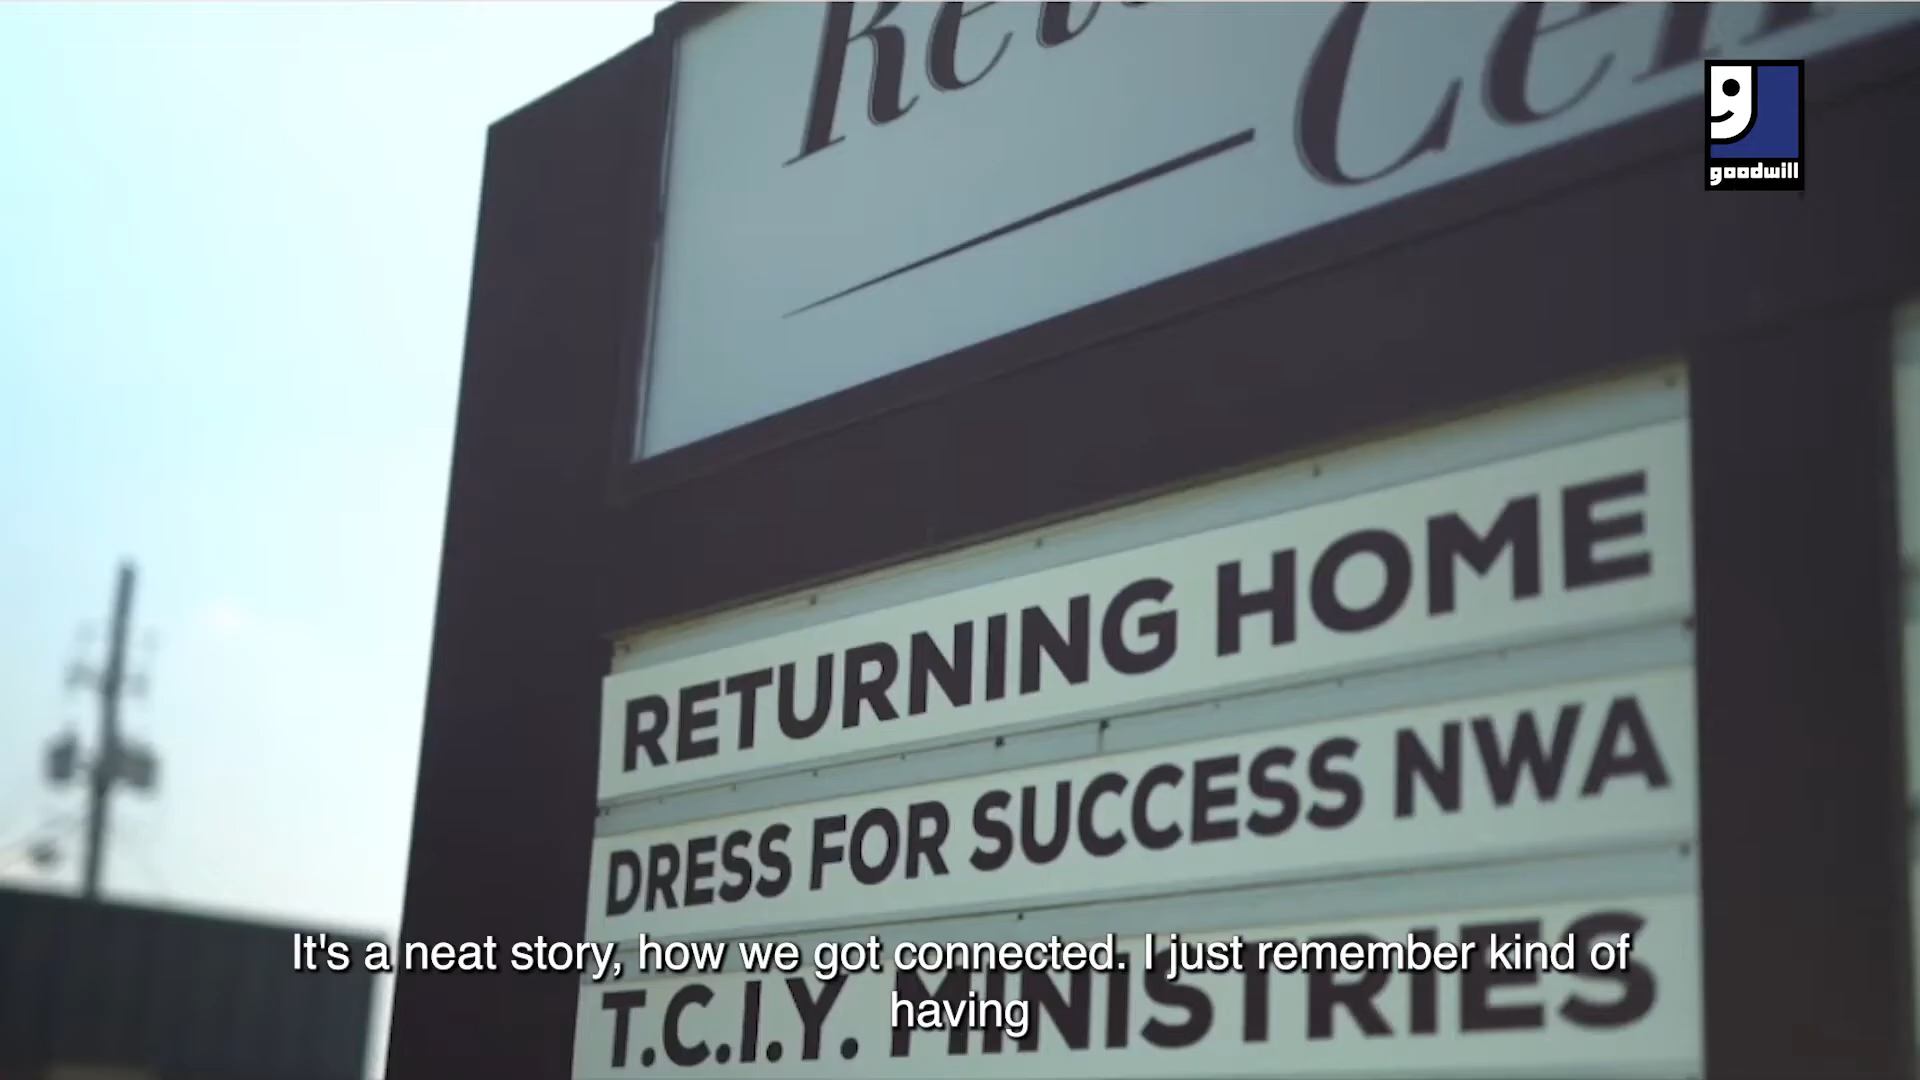 goodwill
RETURNING HOME
DRESS FOR SUCCESS NWA
T.C.I.Y. MINISTRIES
It's a neat story, how we got connected. I just remember kind of
having